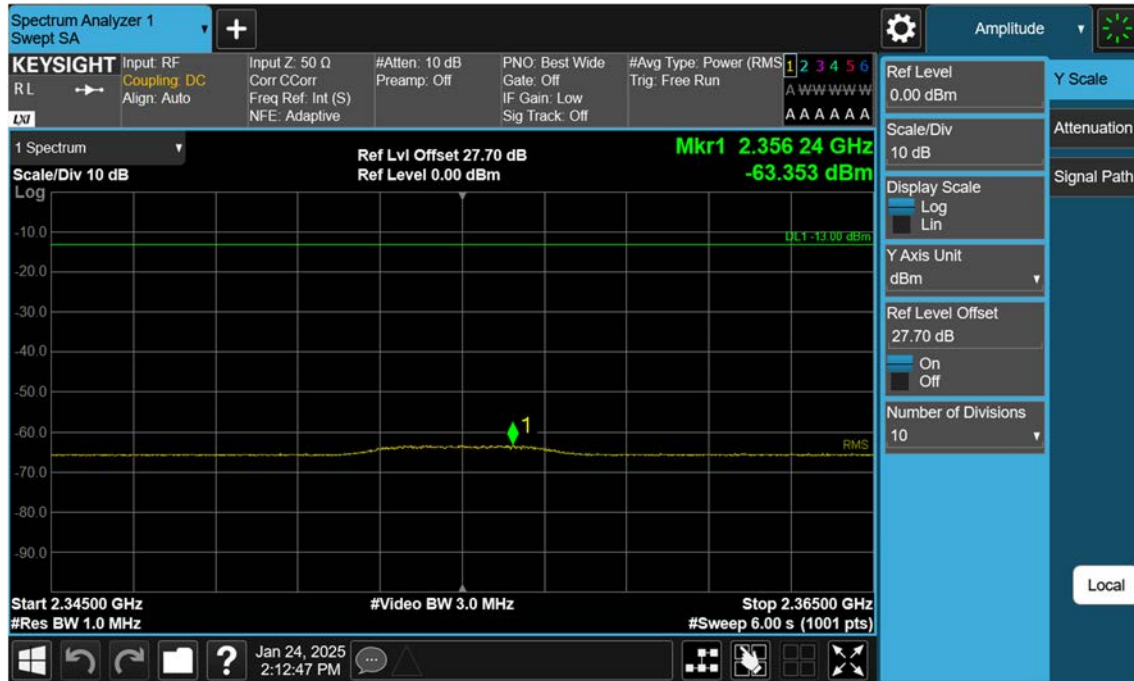 Spectrum Analyzer 1
Swept SA
+
Amplitude
KEYSIGHT
R L
LXI
Input: RF
Coupling: DC
Align: Auto
Input Z: 50 Ω
Corr CCorr
Freq Ref: Int (S)
NFE: Adaptive
#Atten: 10 dB
Preamp: Off
PNO: Best Wide
Gate: Off
IF Gain: Low
Sig Track: Off
#Avg Type: Power (RMS
Trig: Free Run
1 2 3 4 5 6
A W W W W W
A A A A A A
1 Spectrum
Scale/Div 10 dB
Ref Lvl Offset 27.70 dB
Ref Level 0.00 dBm
Mkr1 2.356 24 GHz
-63.353 dBm
Log
-10.0
-20.0
-30.0
-40.0
-50.0
-60.0
-70.0
-80.0
-90.0
DL1 -13.00 dBm
1
RMS
Start 2.34500 GHz
#Res BW 1.0 MHz
#Video BW 3.0 MHz
Stop 2.36500 GHz
#Sweep 6.00 s (1001 pts)
Ref Level
0.00 dBm
Scale/Div
10 dB
Display Scale
Log
Lin
Y Axis Unit
dBm
Ref Level Offset
27.70 dB
On
Off
Number of Divisions
10
Y Scale
Attenuation
Signal Path
Local
?
Jan 24, 2025
2:12:47 PM